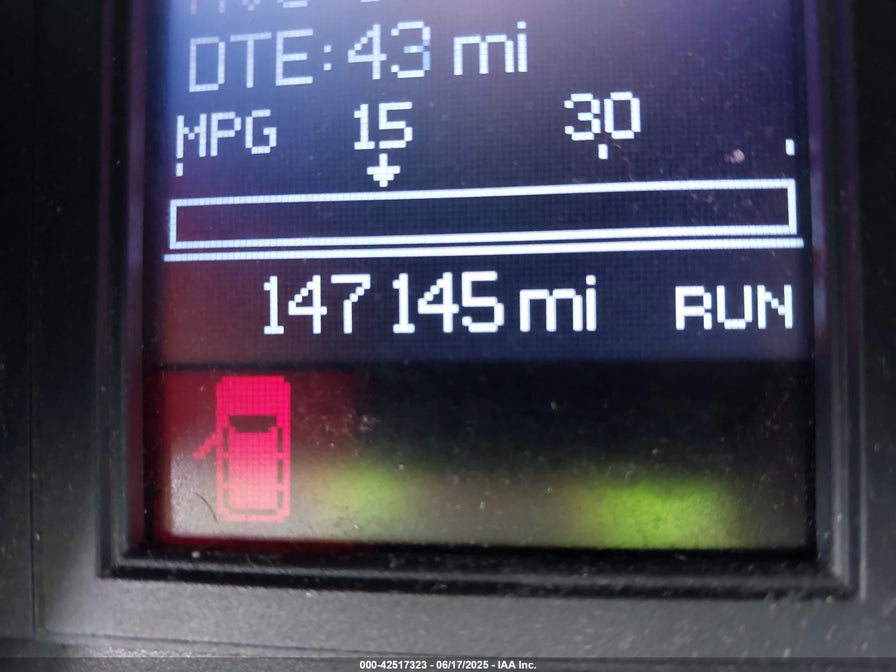 DTE: 43 mi
MPG 15 30
147 145 mi RUN
000-42517323 - 06/17/2025 - IAA Inc.